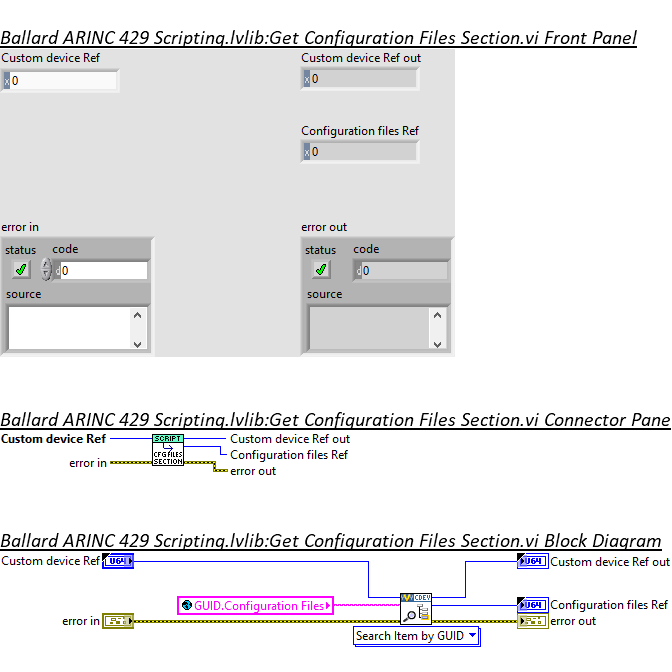 Ballard ARINC 429 Scripting.lvlib:Get Configuration Files Section.vi Front Panel
Custom device Ref
Custom device Ref out
x 0
x 0
Configuration files Ref
x 0
error in
error out
status code
status code
d 0
d 0
source
source
Ballard ARINC 429 Scripting.lvlib:Get Configuration Files Section.vi Connector Pane
Custom device Ref
SCRIPT
Custom device Ref out
CFG FILES
Configuration files Ref
error in
SECTION
error out
Ballard ARINC 429 Scripting.lvlib:Get Configuration Files Section.vi Block Diagram
Custom device Ref
U64
U64
Custom device Ref out
CDEV
GUID.Configuration Files
U64
Configuration files Ref
error in
error out
Search Item by GUID